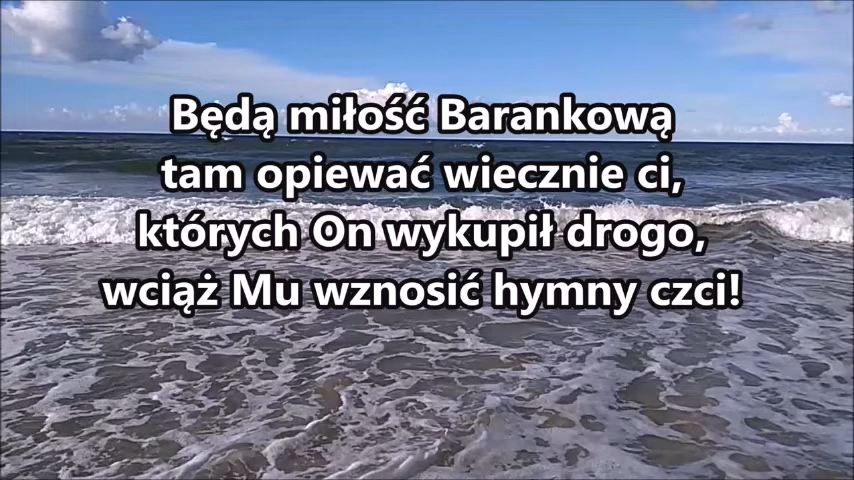 Będą miłość Barankową
tam opiewać wiecznie ci,
których On wykupił drogo,
wciąż Mu wznosić hymny czci!